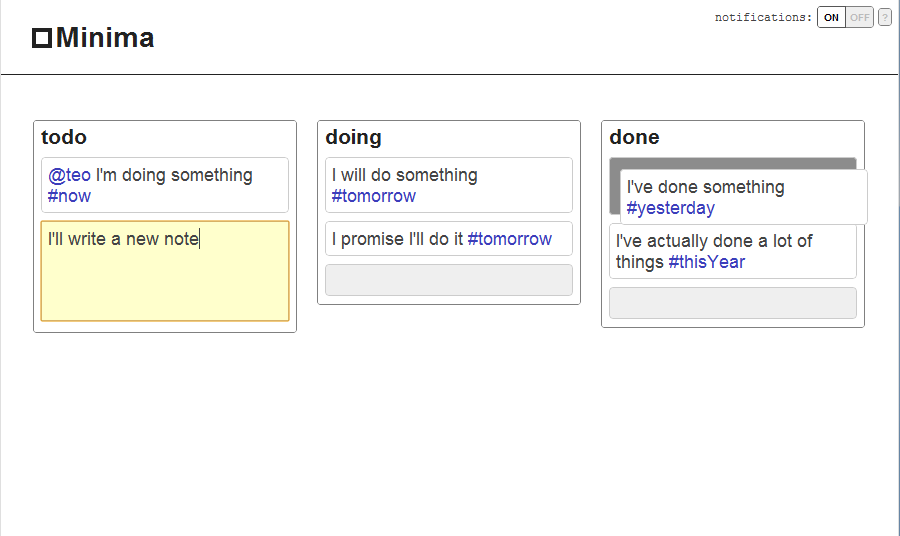 notifications: ON OFF ?
Minima
todo
@teo I'm doing something
#now
I'll write a new note
doing
I will do something
#tomorrow
I promise I'll do it #tomorrow
done
I've done something
#yesterday
I've actually done a lot of
things #thisYear